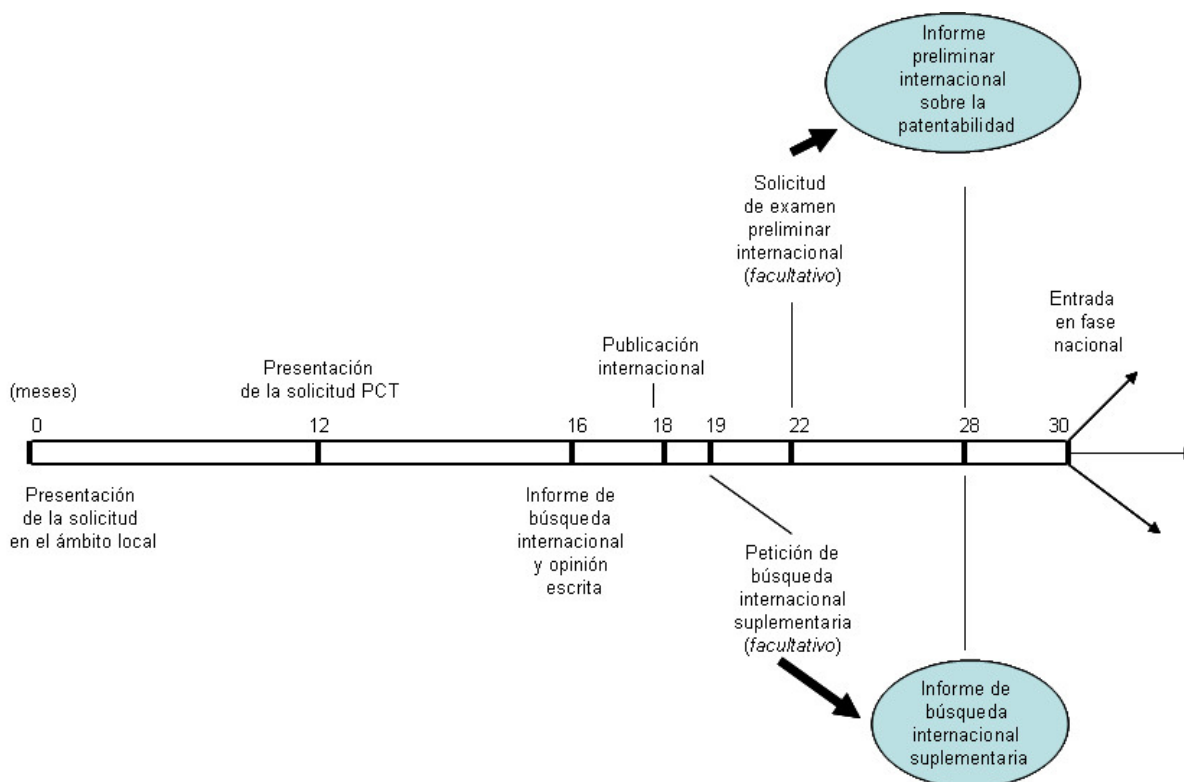 Informe
preliminar
internacional
sobre la
patentabilidad
Solicitud
de examen
preliminar
internacional
(facultativo)
Entrada
en fase
nacional
Publicación
internacional
Presentación
de la solicitud PCT
(meses)
0
12
16
18
19
22
28
30
Presentación
de la solicitud
en el ámbito local
Informe de
búsqueda
internacional
y opinión
escrita
Petición de
búsqueda
internacional
suplementaria
(facultativo)
Informe de
búsqueda
internacional
suplementaria